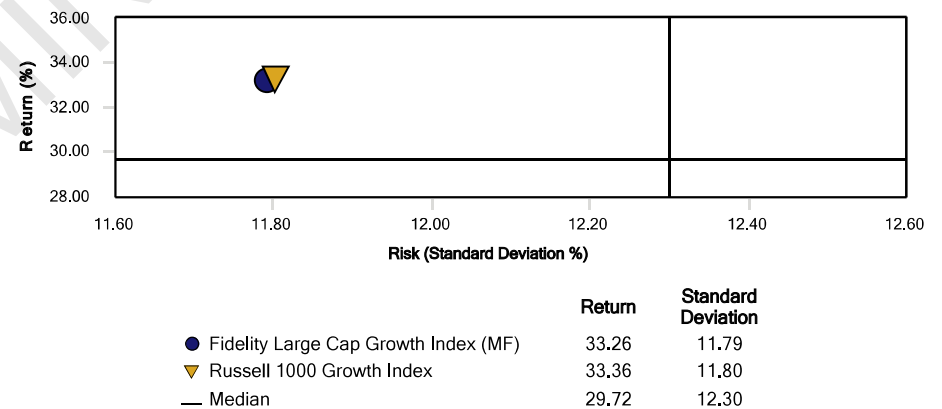 36.00
34.00
32.00
30.00
28.00
Return (%)
11.60 11.80 12.00 12.20 12.40 12.60
Risk (Standard Deviation %)
Return Standard Deviation
Fidelity Large Cap Growth Index (MF) 33.26 11.79
Russell 1000 Growth Index 33.36 11.80
Median 29.72 12.30